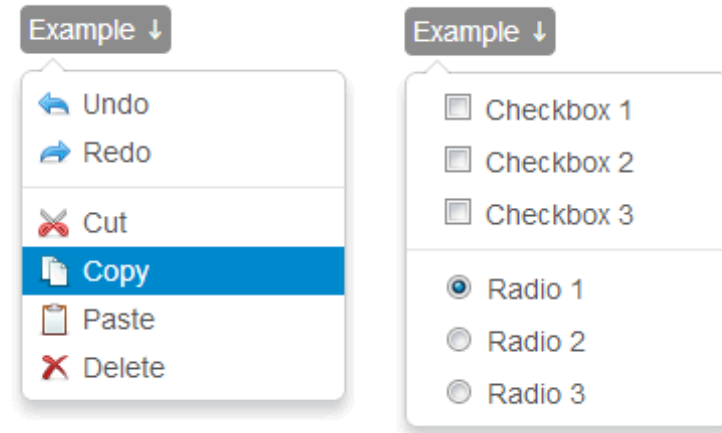 Example ↓
Undo
Redo
Cut
Copy
Paste
Delete
Example ↓
Checkbox 1
Checkbox 2
Checkbox 3
Radio 1
Radio 2
Radio 3